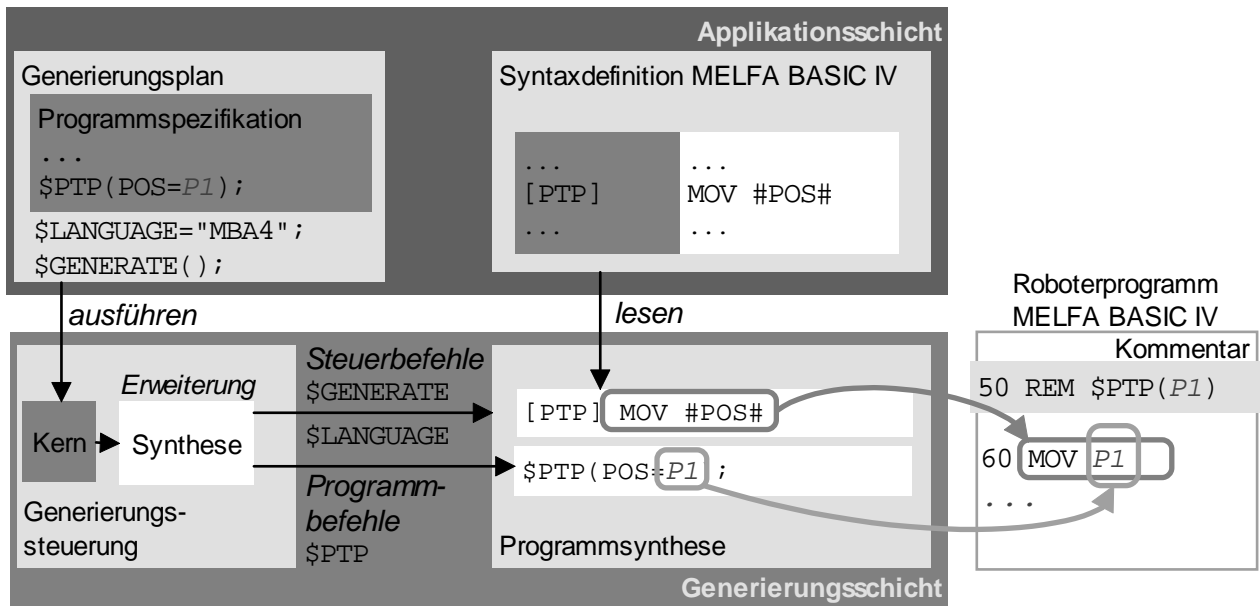 Applikationsschicht
Generierungsplan
Programmspezifikation
...
$PTP(POS=P1);
$LANGUAGE="MBA4";
$GENERATE();
Syntaxdefinition MELFA BASIC IV
... ...
[PTP] MOV #POS#
... ...
ausführen
lesen
Roboterprogramm
MELFA BASIC IV
Kommentar
50 REM $PTP(P1)
60 MOV P1
...
Kern
Erweiterung
Synthese
Generierungs-
steuerung
Steuerbefehle
$GENERATE
$LANGUAGE
Programm-
befehle
$PTP
[PTP] MOV #POS#
$PTP(POS=P1 ;
Programmsynthese
Generierungsschicht